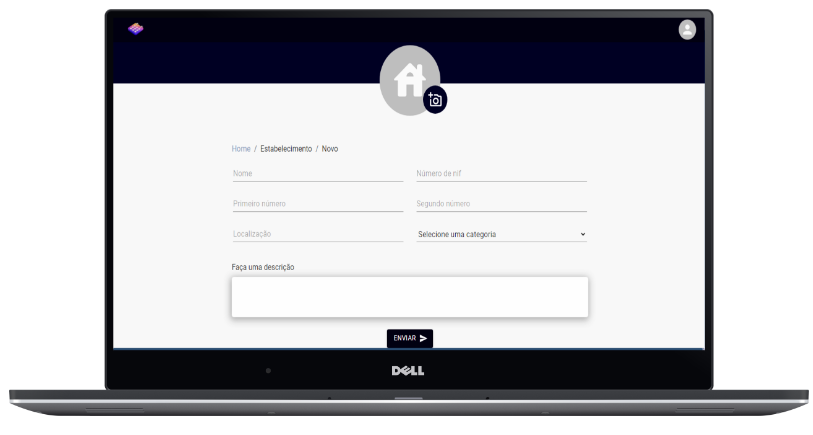 Home / Estabelecimento / Novo
Nome Número de nif
Primeiro número Segundo número
Localização Selecione uma categoria
Faça uma descrição
ENVIAR
DELL